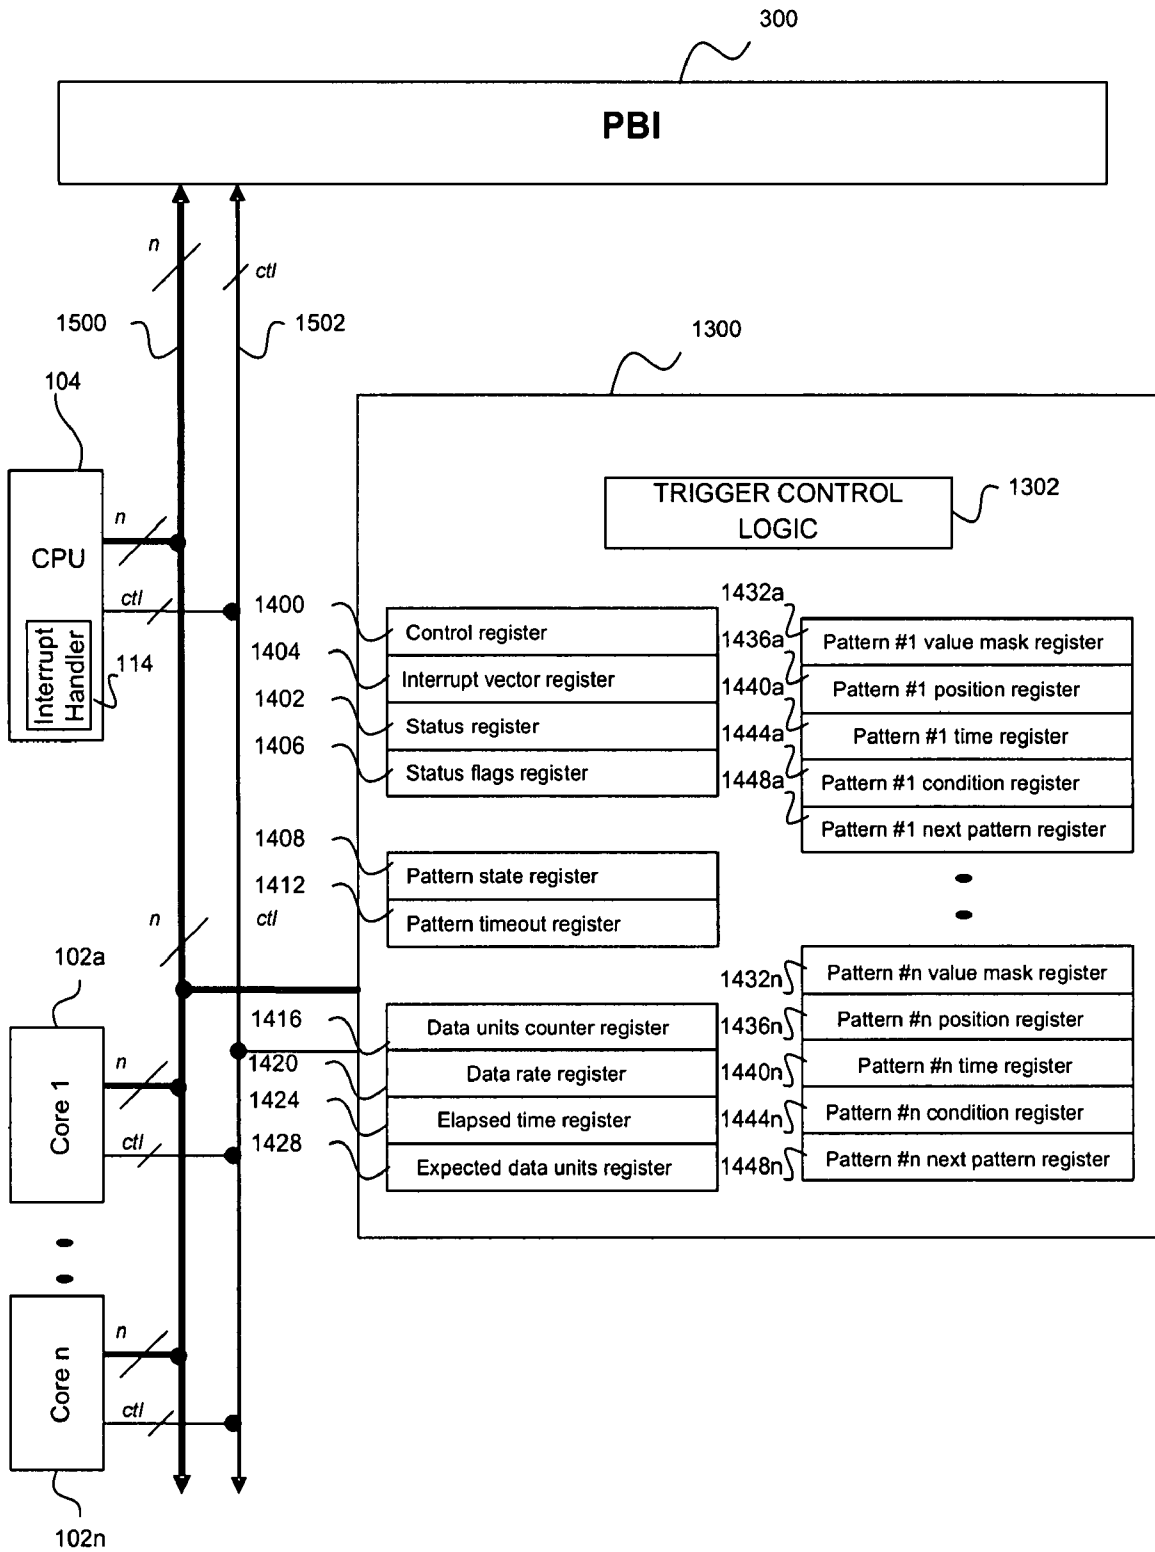 300
PBI
n
ctl
1500
1502
1300
104
TRIGGER CONTROL
LOGIC
1302
n
CPU
ctl
Interrupt
Handler
114
1400
Control register
1404
Interrupt vector register
1402
Status register
1406
Status flags register
1432a
Pattern #1 value mask register
1436a
Pattern #1 position register
1440a
Pattern #1 time register
1444a
Pattern #1 condition register
1448a
Pattern #1 next pattern register
1408
Pattern state register
1412
Pattern timeout register
n
ctl
102a
1416
Data units counter register
1420
Data rate register
1424
Elapsed time register
1428
Expected data units register
1432n
Pattern #n value mask register
1436n
Pattern #n position register
1440n
Pattern #n time register
1444n
Pattern #n condition register
1448n
Pattern #n next pattern register
n
Core 1
ctl
n
Core n
ctl
102n